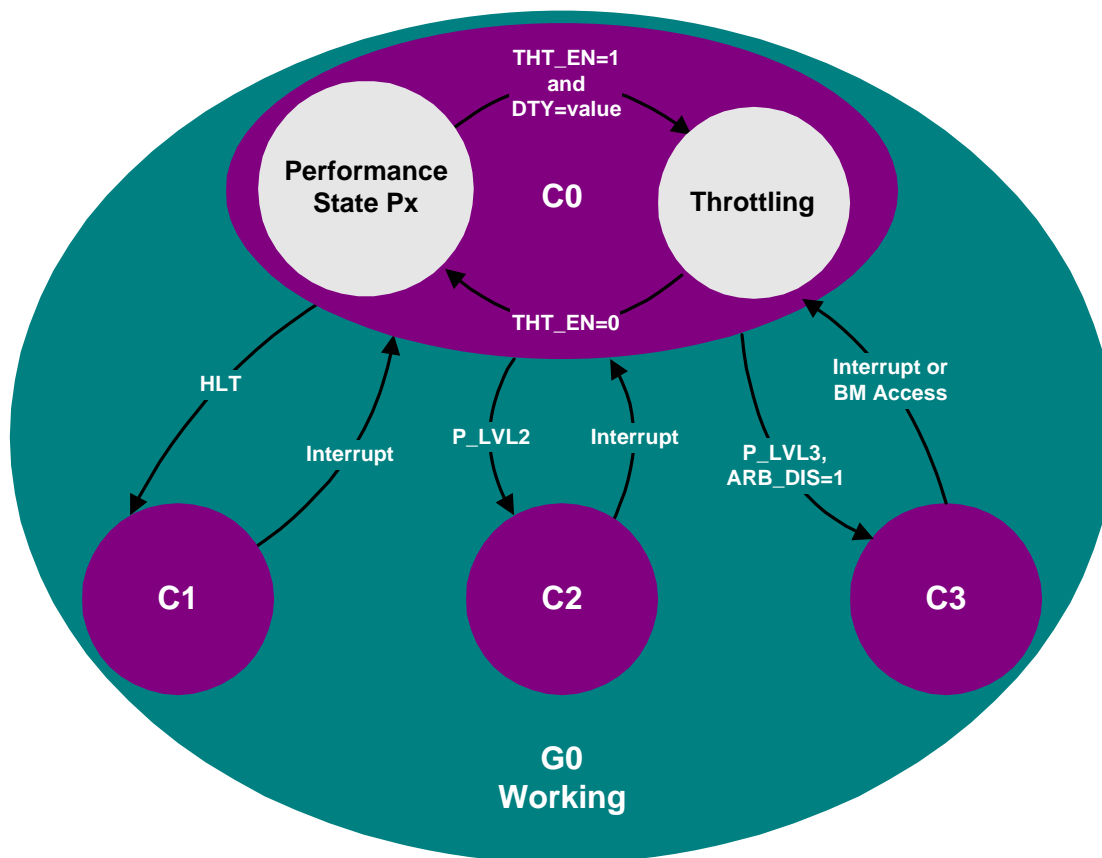 THT_EN=1
and
DTY=value
Performance
State Px
C0
Throttling
THT_EN=0
HLT
Interrupt
P_LVL2
Interrupt
Interrupt or
BM Access
P_LVL3,
ARB_DIS=1
C1
C2
C3
G0
Working